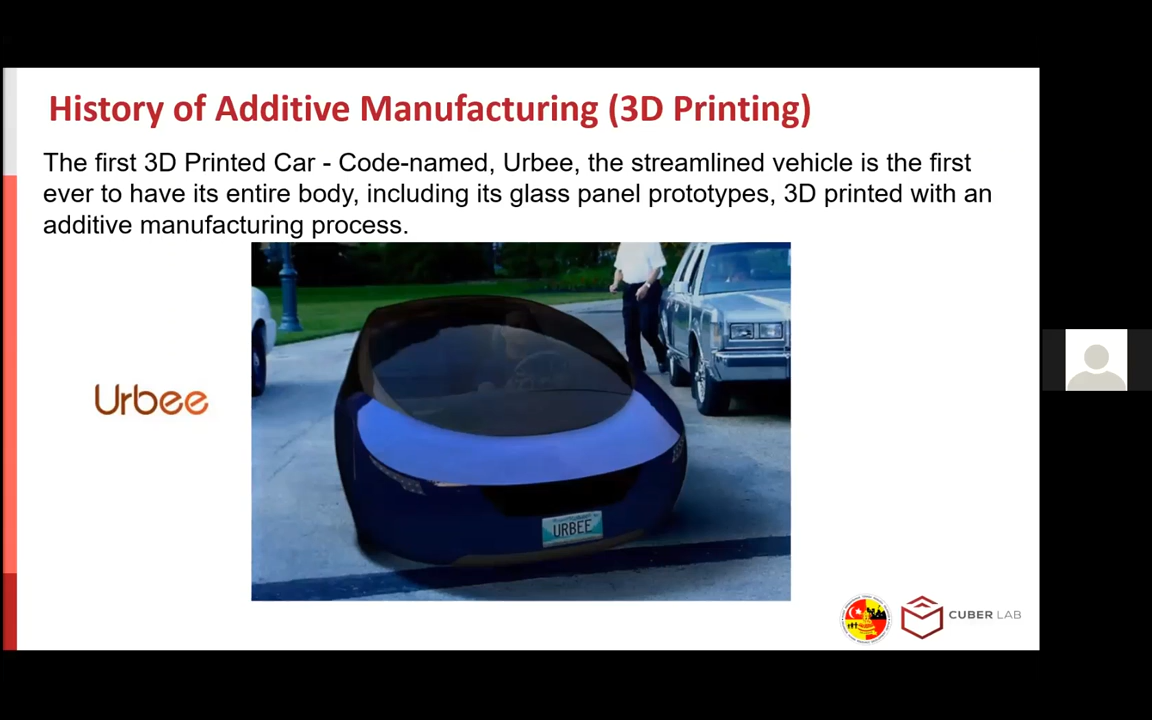 History of Additive Manufacturing (3D Printing)
The first 3D Printed Car - Code-named, Urbee, the streamlined vehicle is the first
ever to have its entire body, including its glass panel prototypes, 3D printed with an
additive manufacturing process.
Urbee
URBEE
CUBER LAB